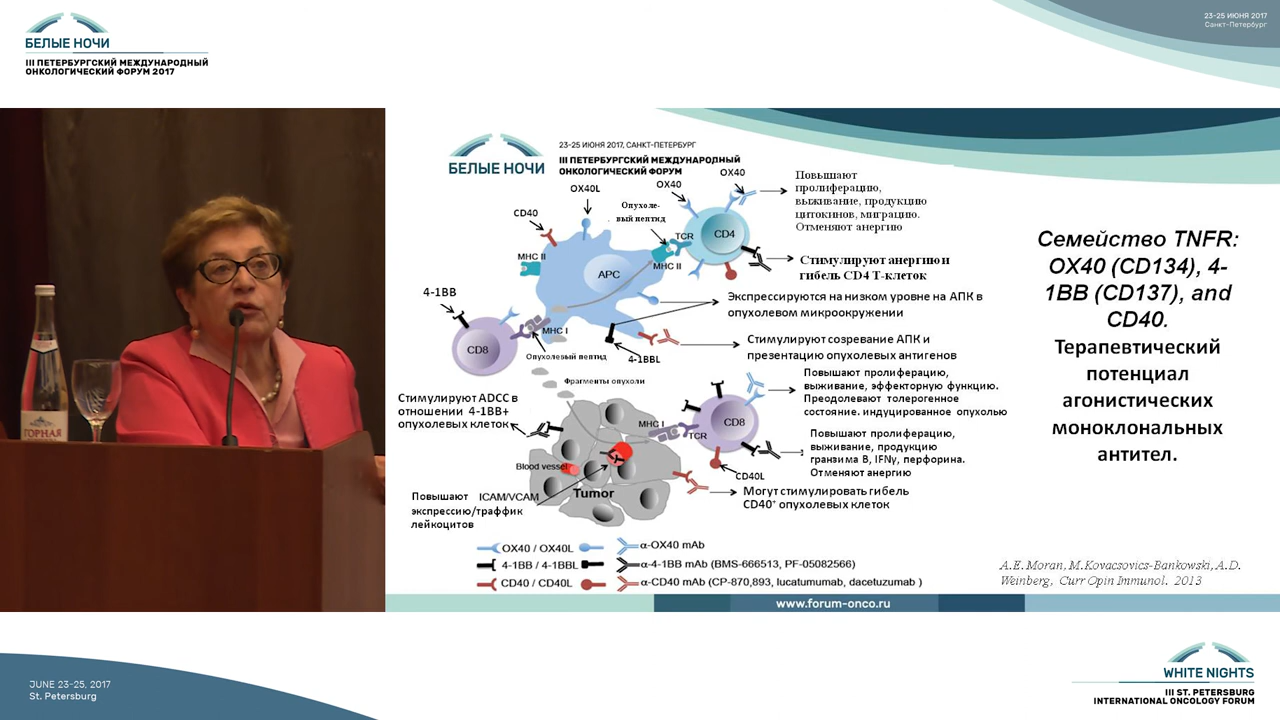 БЕЛЫЕ НОЧИ
III ПЕТЕРБУРГСКИЙ МЕЖДУНАРОДНЫЙ
ОНКОЛОГИЧЕСКИЙ ФОРУМ 2017
23-25 ИЮНЯ 2017
Санкт-Петербург
ГОРНАЯ
БЕЛЫЕ НОЧИ
23-25 ИЮНЯ 2017, САНКТ-ПЕТЕРБУРГ
III ПЕТЕРБУРГСКИЙ МЕЖДУНАРОДНЫЙ
ОНКОЛОГИЧЕСКИЙ ФОРУМ
OX40L
OX40
OX40
CD40
Опухоле-
вый пептид
TCR
CD4
MHC II
MHC II
APC
Повышают
пролиферацию,
выживание, продукцию
цитокинов, миграцию.
Отменяют анергию
Стимулируют анергию и
гибель CD4 Т-клеток
4-1BB
CD8
MHC I
Опухолевый пептид
4-1BBL
Экспрессируются на низком уровне на АПК в
опухолевом микроокружении
Стимулируют созревание АПК и
презентацию опухолевых антигенов
Фрагменты опухоли
Стимулируют ADCC в
отношении 4-1BB+
опухолевых клеток
MHC I
TCR
CD8
CD40L
Повышают пролиферацию,
выживание, эффекторную функцию.
Преодолевают толерогенное
состояние. индуцированное опухолью
Повышают пролиферацию,
выживание, продукцию
гранзима B, IFNγ, перфорина.
Отменяют анергию
Blood vessel
Tumor
Повышают ICAM/VCAM
экспрессию/траффик
лейкоцитов
Могут стимулировать гибель
CD40⁺ опухолевых клеток
OX40 / OX40L α-OX40 mAb
4-1BB / 4-1BBL α-4-1BB mAb (BMS-666513, PF-05082566)
CD40 / CD40L α-CD40 mAb (CP-870,893, lucatumumab, dacetuzumab )
Семейство TNFR:
OX40 (CD134), 4-
1BB (CD137), and
CD40.
Терапевтический
потенциал
агонистических
моноклональных
антител.
A.E. Moran, M.Kovacsovics-Bankowski, A.D.
Weinberg, Curr Opin Immunol. 2013
www.forum-onco.ru
JUNE 23-25, 2017
St. Petersburg
WHITE NIGHTS
III ST. PETERSBURG
INTERNATIONAL ONCOLOGY FORUM